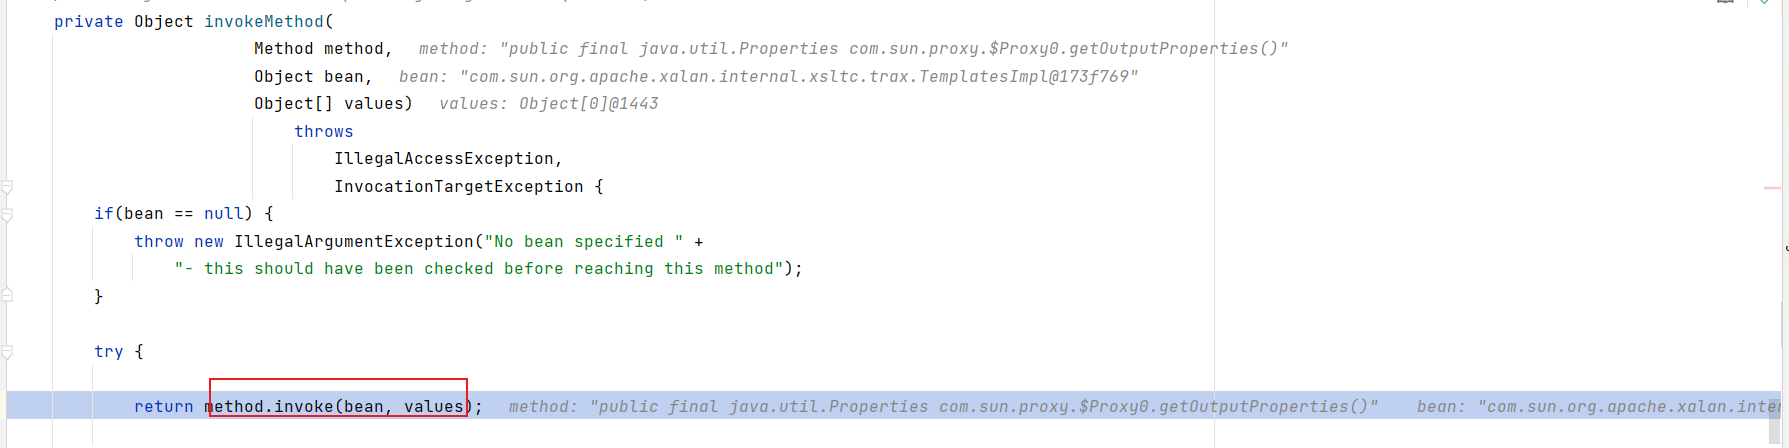 private Object invokeMethod(
Method method,  method: "public final java.util.Properties com.sun.proxy.$Proxy0.getOutputProperties()"
Object bean,  bean: "com.sun.org.apache.xalan.internal.xsltc.trax.TemplatesImpl@173f769"
Object[] values)  values: Object[0]@1443
throws
IllegalAccessException,
InvocationTargetException {
if(bean == null) {
throw new IllegalArgumentException("No bean specified " +
"- this should have been checked before reaching this method");
}
try {
return method.invoke(bean, values);  method: "public final java.util.Properties com.sun.proxy.$Proxy0.getOutputProperties()"  bean: "com.sun.org.apache.xalan.inter